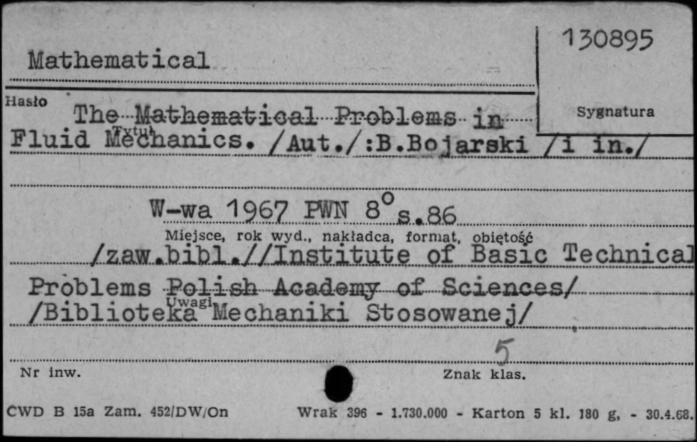 130895
Mathematical
Hasło
Sygnatura
The Mathematical Problems in
Tytuł
Fluid Mechanics. /Aut./:B.Bojarski /i in./
W-wa 1967 PWN 8° s.86
Miejsce, rok wyd., nakładca, format, objętość
/zaw.bibl.//Institute of Basic Technical
Problems Polish Academy of Sciences/
Uwagi
/Biblioteka Mechaniki Stosowanej/
5
Nr inw.
Znak klas.
CWD B 15a Zam. 452/DW/On Wrak 396 - 1.730.000 - Karton 5 kl. 180 g, - 30.4.68.